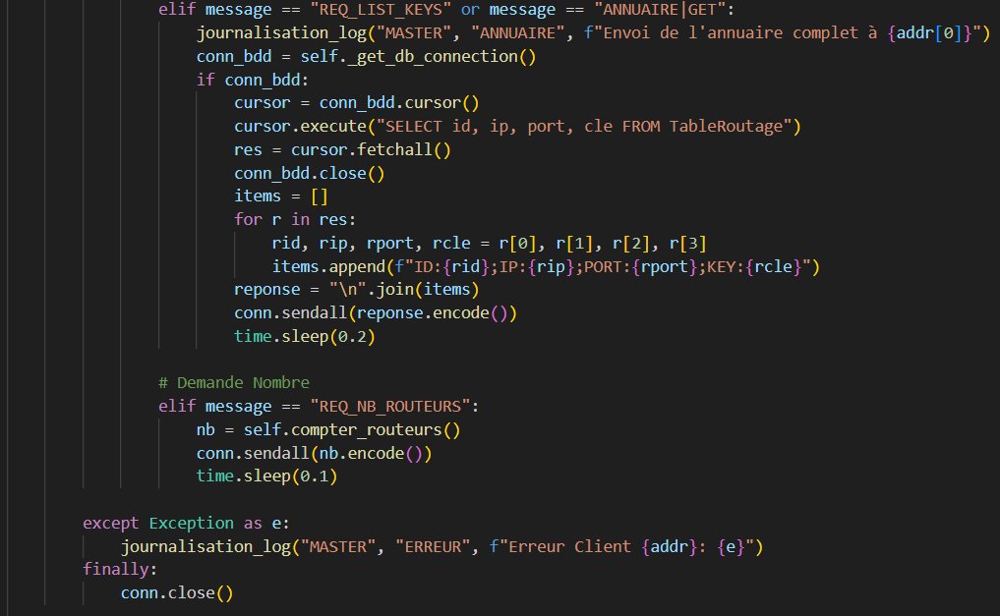 elif message == "REQ_LIST_KEYS" or message == "ANNUAIRE|GET":
journalisation_log("MASTER", "ANNUAIRE", f"Envoi de l'annuaire complet à {addr[0]}")
conn_bdd = self._get_db_connection()
if conn_bdd:
cursor = conn_bdd.cursor()
cursor.execute("SELECT id, ip, port, cle FROM TableRoutage")
res = cursor.fetchall()
conn_bdd.close()
items = []
for r in res:
rid, rip, rport, rcle = r[0], r[1], r[2], r[3]
items.append(f"ID:{rid};IP:{rip};PORT:{rport};KEY:{rcle}")
reponse = "\n".join(items)
conn.sendall(reponse.encode())
time.sleep(0.2)
# Demande Nombre
elif message == "REQ_NB_ROUTEURS":
nb = self.compter_routeurs()
conn.sendall(nb.encode())
time.sleep(0.1)
except Exception as e:
journalisation_log("MASTER", "ERREUR", f"Erreur Client {addr}: {e}")
finally:
conn.close()